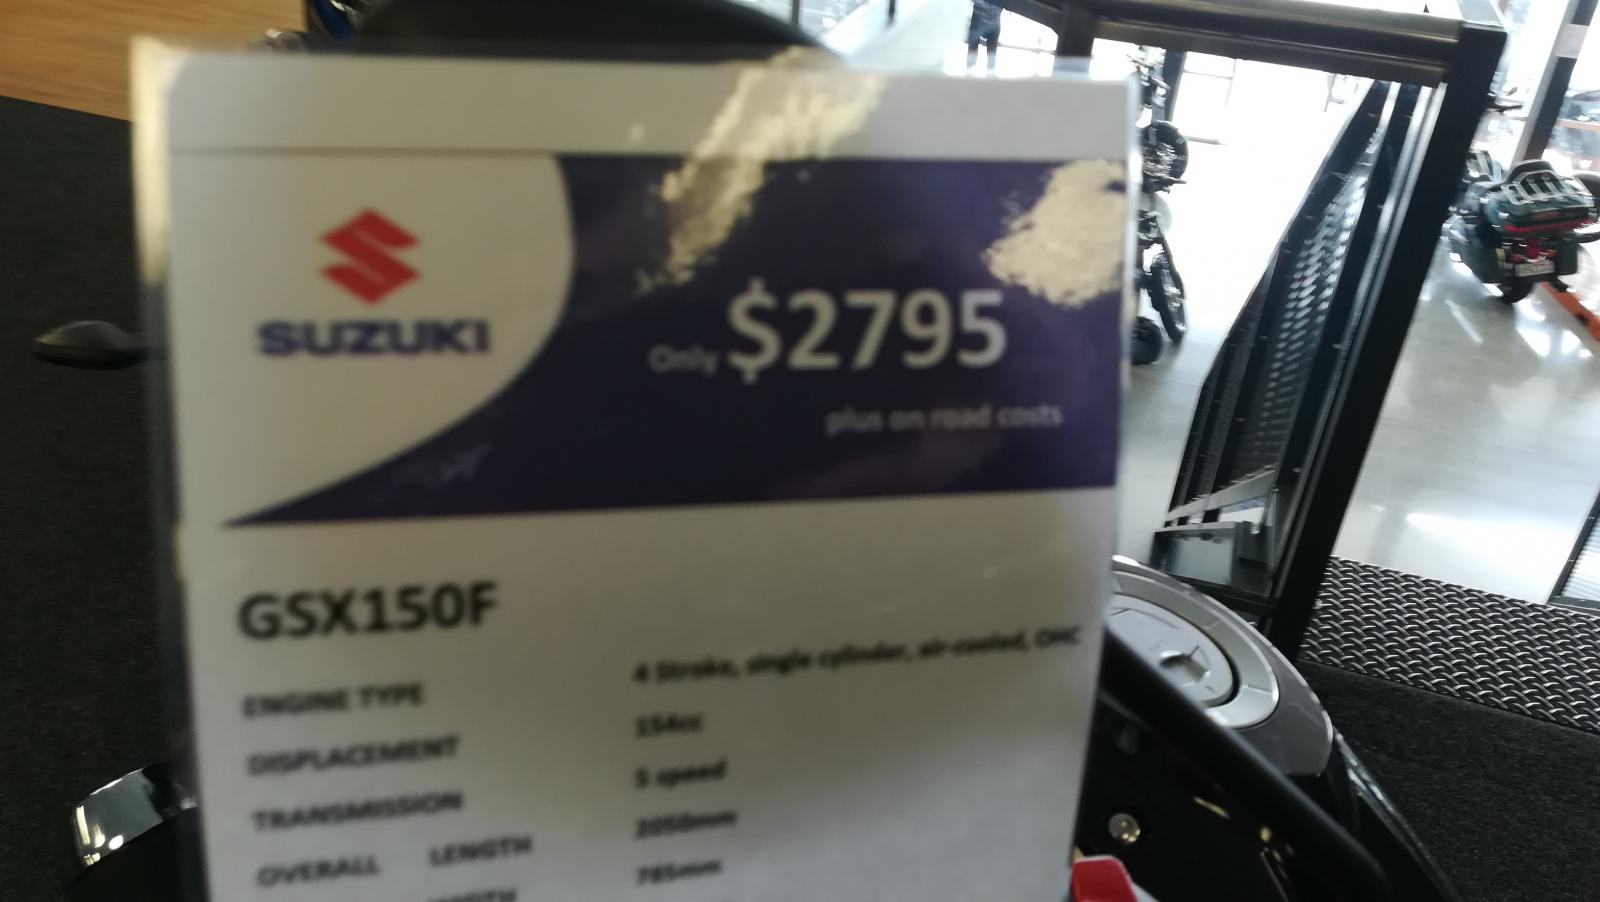 SUZUKI
Only $2795
plus on road costs
GSX150F
ENGINE TYPE 4 Stroke, single cylinder, air-cooled, OHC
DISPLACEMENT 154cc
TRANSMISSION 5 speed
OVERALL LENGTH 2050mm
785mm